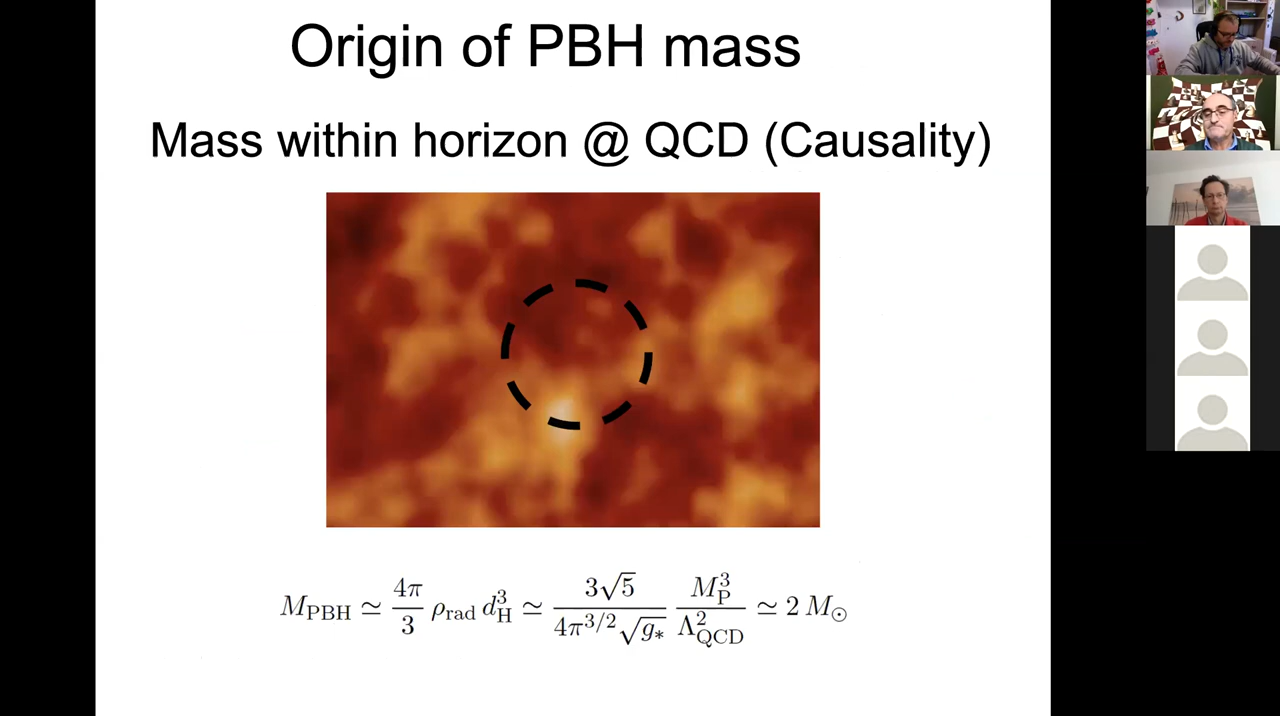 Origin of PBH mass
Mass within horizon @ QCD (Causality)
M_PBH ≃ 4π/3 ρ_rad d_H^3 ≃ 3√5/(4π^{3/2}√g_*) M_P^3/Λ_QCD^2 ≃ 2 M_⊙